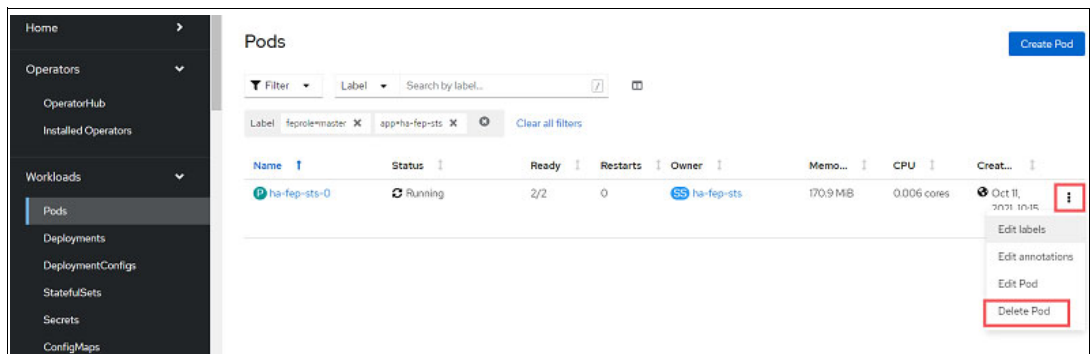 Home
Operators
OperatorHub
Installed Operators
Workloads
Pods
Deployments
DeploymentConfigs
StatefulSets
Secrets
ConfigMaps
Pods
Create Pod
Filter Label Search by label... /
Label feprole=master app=ha-fep-sts Clear all filters
Name Status Ready Restarts Owner Memo... CPU Creat...
P ha-fep-sts-0 Running 2/2 0 SS ha-fep-sts 170.9 MiB 0.006 cores Oct 11,
2021, 10:15
Edit labels
Edit annotations
Edit Pod
Delete Pod